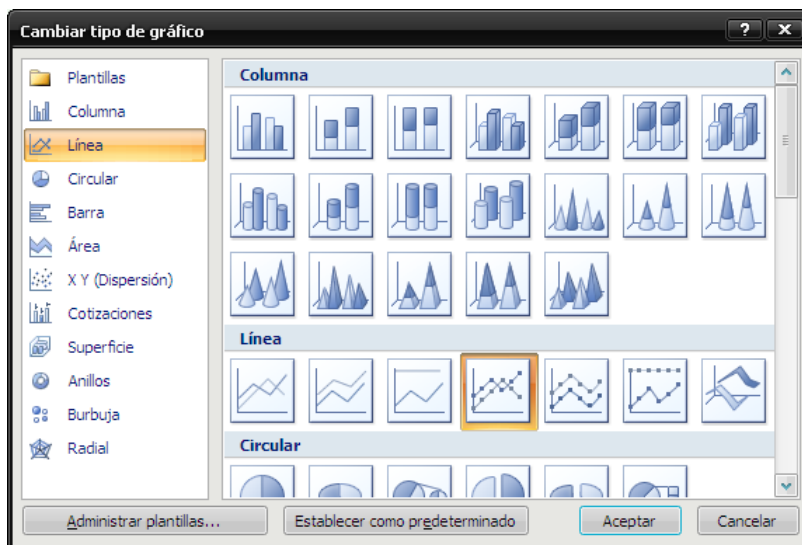 Cambiar tipo de gráfico
Plantillas
Columna
Línea
Circular
Barra
Área
X Y (Dispersión)
Cotizaciones
Superficie
Anillos
Burbuja
Radial
Columna
Línea
Circular
Administrar plantillas...
Establecer como predeterminado
Aceptar
Cancelar